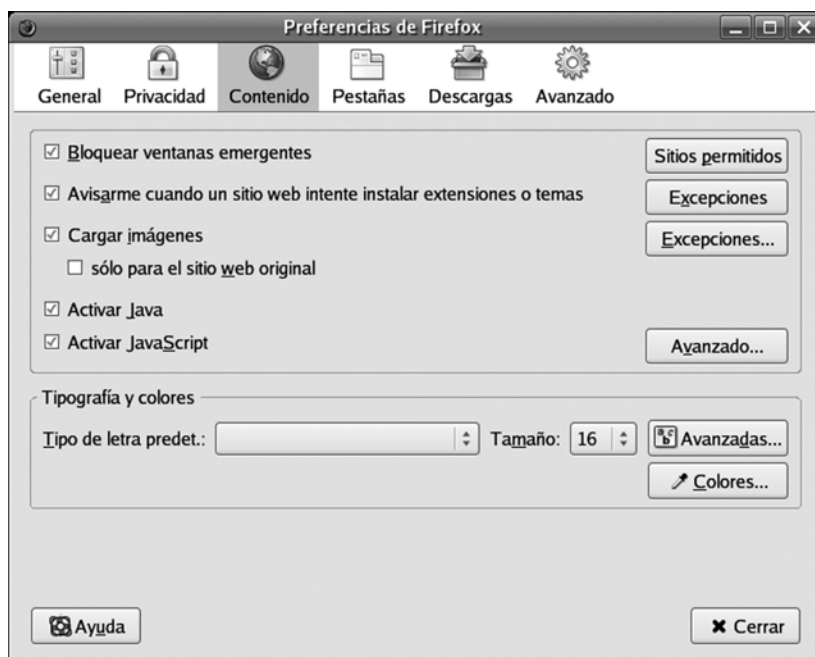 Preferencias de Firefox
General Privacidad Contenido Pestañas Descargas Avanzado
Bloquear ventanas emergentes Sitios permitidos
Avisarme cuando un sitio web intente instalar extensiones o temas Excepciones
Cargar imágenes Excepciones...
sólo para el sitio web original
Activar Java
Activar JavaScript Avanzado...
Tipografía y colores
Tipo de letra predet.: Tamaño: 16 Avanzadas...
Colores...
Ayuda Cerrar